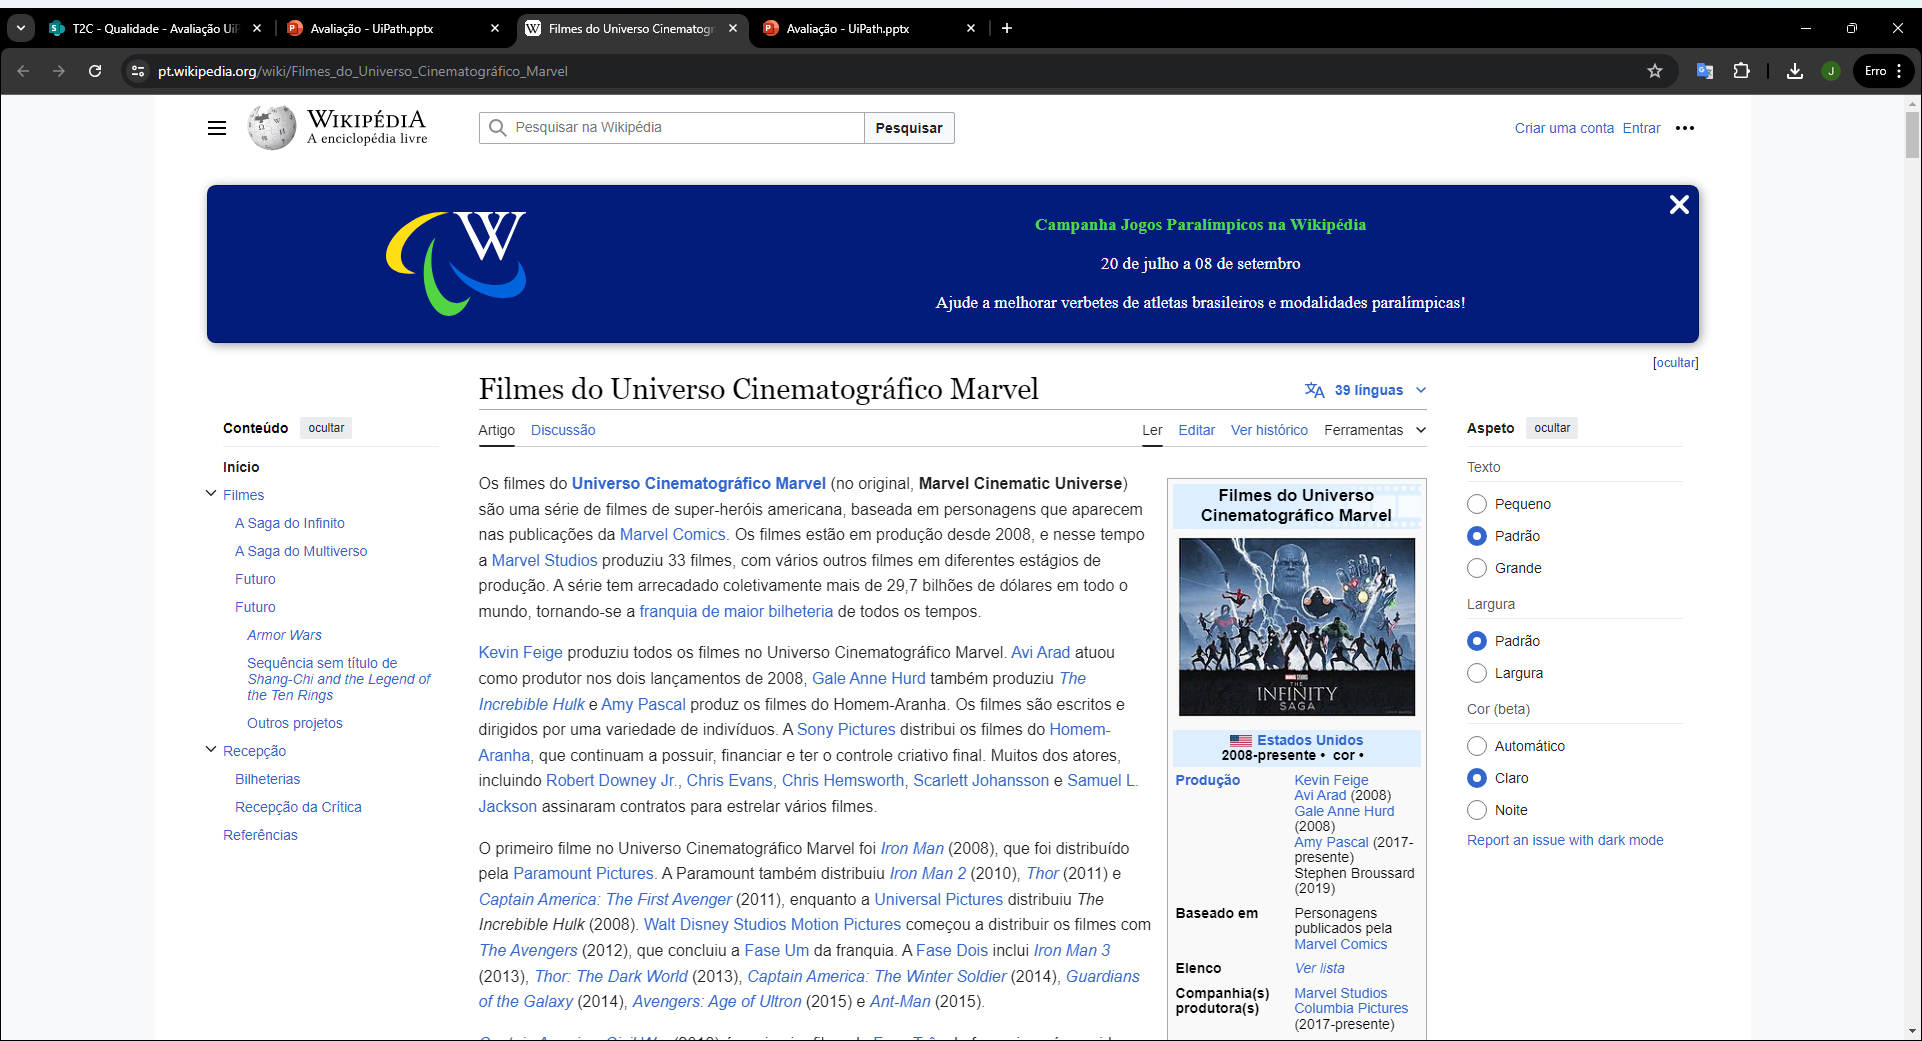 T2C - Qualidade - Avaliação UiP
Avaliação - UiPath.pptx
Filmes do Universo Cinematogr
Avaliação - UiPath.pptx
pt.wikipedia.org/wiki/Filmes_do_Universo_Cinematográfico_Marvel
J
Erro
WIKIPÉDIA
A enciclopédia livre
Pesquisar na Wikipédia
Pesquisar
Criar uma conta Entrar
W
Campanha Jogos Paralímpicos na Wikipédia
20 de julho a 08 de setembro
Ajude a melhorar verbetes de atletas brasileiros e modalidades paralímpicas!
[ocultar]
Filmes do Universo Cinematográfico Marvel
39 línguas
Artigo Discussão
Ler Editar Ver histórico Ferramentas
Conteúdo ocultar
Início
Filmes
A Saga do Infinito
A Saga do Multiverso
Futuro
Futuro
Armor Wars
Sequência sem título de
Shang-Chi and the Legend of
the Ten Rings
Outros projetos
Recepção
Bilheterias
Recepção da Crítica
Referências
Os filmes do Universo Cinematográfico Marvel (no original, Marvel Cinematic Universe)
são uma série de filmes de super-heróis americana, baseada em personagens que aparecem
nas publicações da Marvel Comics. Os filmes estão em produção desde 2008, e nesse tempo
a Marvel Studios produziu 33 filmes, com vários outros filmes em diferentes estágios de
produção. A série tem arrecadado coletivamente mais de 29,7 bilhões de dólares em todo o
mundo, tornando-se a franquia de maior bilheteria de todos os tempos.
Kevin Feige produziu todos os filmes no Universo Cinematográfico Marvel. Avi Arad atuou
como produtor nos dois lançamentos de 2008, Gale Anne Hurd também produziu The
Increbible Hulk e Amy Pascal produz os filmes do Homem-Aranha. Os filmes são escritos e
dirigidos por uma variedade de indivíduos. A Sony Pictures distribui os filmes do Homem-
Aranha, que continuam a possuir, financiar e ter o controle criativo final. Muitos dos atores,
incluindo Robert Downey Jr., Chris Evans, Chris Hemsworth, Scarlett Johansson e Samuel L.
Jackson assinaram contratos para estrelar vários filmes.
O primeiro filme no Universo Cinematográfico Marvel foi Iron Man (2008), que foi distribuído
pela Paramount Pictures. A Paramount também distribuiu Iron Man 2 (2010), Thor (2011) e
Captain America: The First Avenger (2011), enquanto a Universal Pictures distribuiu The
Increbible Hulk (2008). Walt Disney Studios Motion Pictures começou a distribuir os filmes com
The Avengers (2012), que concluiu a Fase Um da franquia. A Fase Dois inclui Iron Man 3
(2013), Thor: The Dark World (2013), Captain America: The Winter Soldier (2014), Guardians
of the Galaxy (2014), Avengers: Age of Ultron (2015) e Ant-Man (2015).
Filmes do Universo
Cinematográfico Marvel
THE
INFINITY
SAGA
Estados Unidos
2008-presente • cor •
Produção
Kevin Feige
Avi Arad (2008)
Gale Anne Hurd
(2008)
Amy Pascal (2017-
presente)
Stephen Broussard
(2019)
Baseado em
Personagens
publicados pela
Marvel Comics
Elenco
Ver lista
Companhia(s)
produtora(s)
Marvel Studios
Columbia Pictures
(2017-presente)
Aspeto ocultar
Texto
Pequeno
Padrão
Grande
Largura
Padrão
Largura
Cor (beta)
Automático
Claro
Noite
Report an issue with dark mode